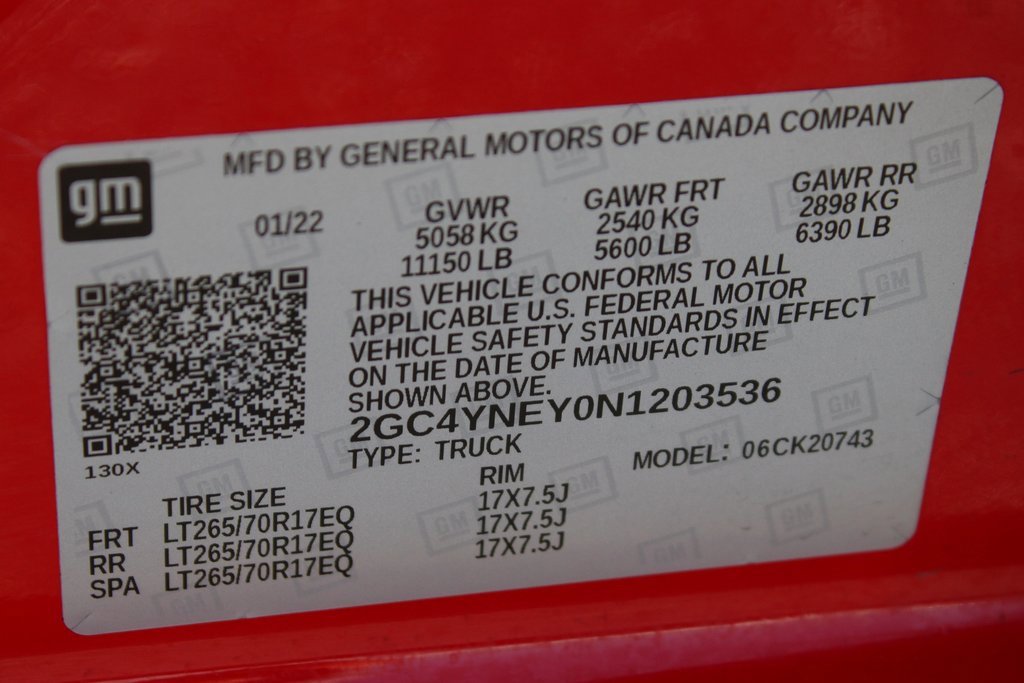 MFD BY GENERAL MOTORS OF CANADA COMPANY
gm
01/22
GVWR
5058 KG
11150 LB
GAWR FRT
2540 KG
5600 LB
GAWR RR
2898 KG
6390 LB
THIS VEHICLE CONFORMS TO ALL
APPLICABLE U.S. FEDERAL MOTOR
VEHICLE SAFETY STANDARDS IN EFFECT
ON THE DATE OF MANUFACTURE
SHOWN ABOVE.
2GC4YNEY0N1203536
TYPE: TRUCK
MODEL: 06CK20743
130X
TIRE SIZE RIM
FRT LT265/70R17EQ 17X7.5J
RR LT265/70R17EQ 17X7.5J
SPA LT265/70R17EQ 17X7.5J